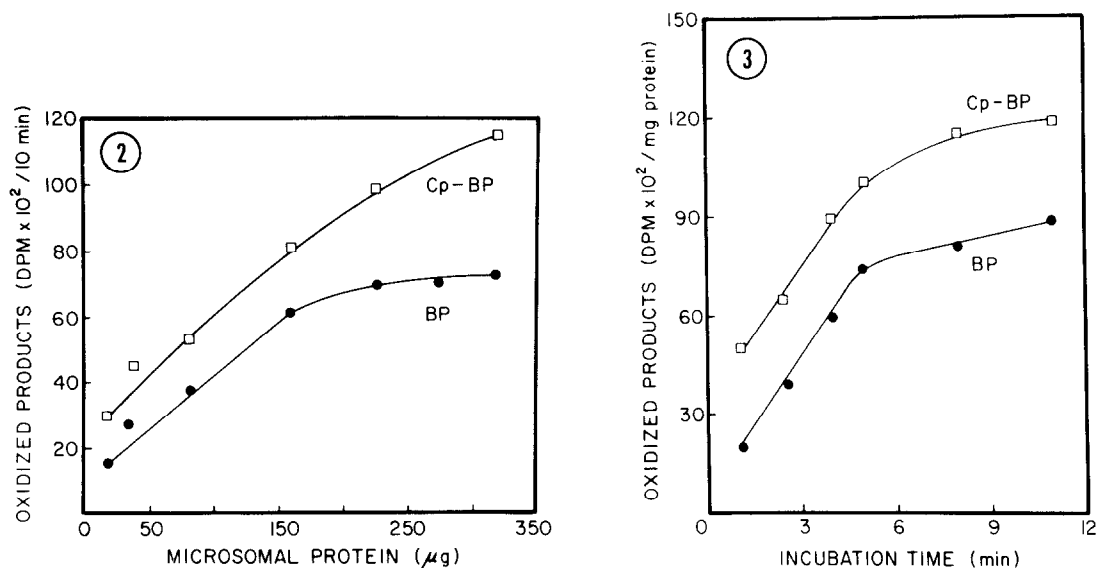 2
120
100
80
60
40
20
OXIDIZED PRODUCTS (DPM x 10² / 10 min)
Cp-BP
BP
0 50 150 250 350
MICROSOMAL PROTEIN (μg)
3
150
120
90
60
30
OXIDIZED PRODUCTS (DPM x 10² / mg protein)
Cp-BP
BP
0 3 6 9 12
INCUBATION TIME (min)